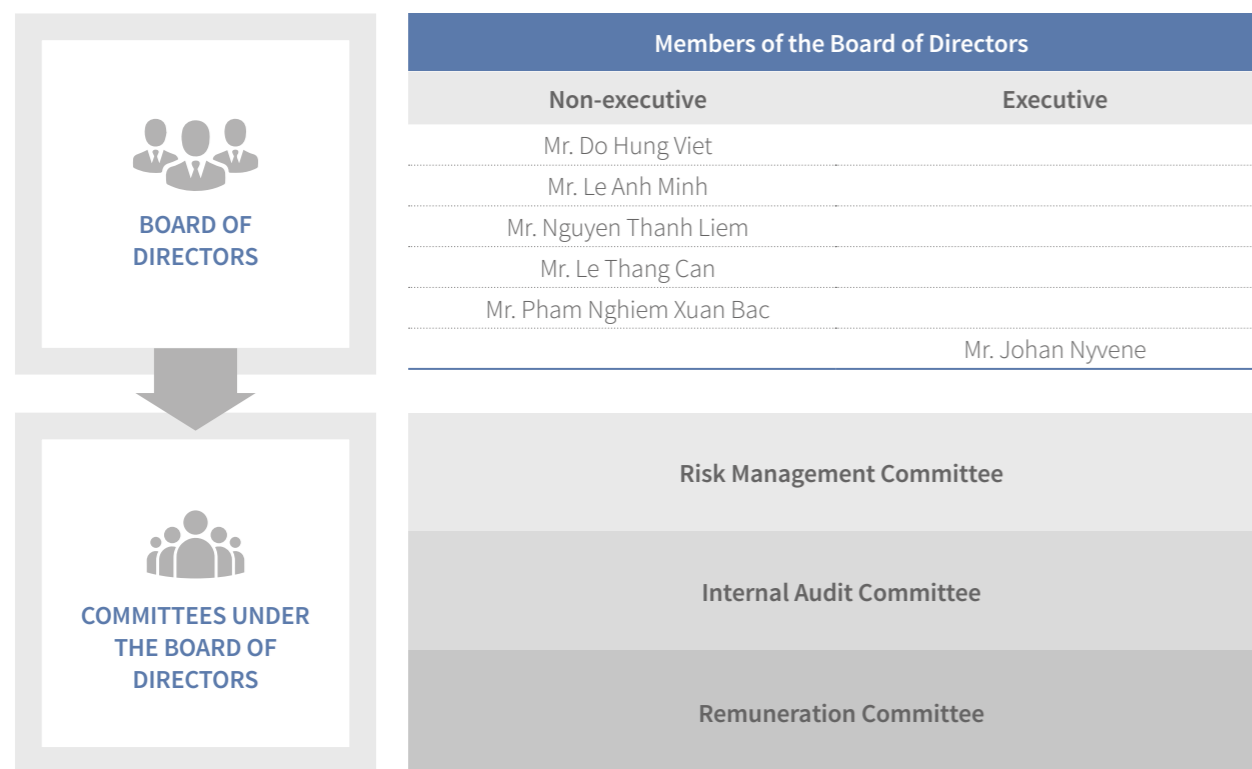 BOARD OF
DIRECTORS
Members of the Board of Directors
Non-executive
Executive
Mr. Do Hung Viet
Mr. Le Anh Minh
Mr. Nguyen Thanh Liem
Mr. Le Thang Can
Mr. Pham Nghiem Xuan Bac
Mr. Johan Nyvene
COMMITTEES UNDER
THE BOARD OF
DIRECTORS
Risk Management Committee
Internal Audit Committee
Remuneration Committee